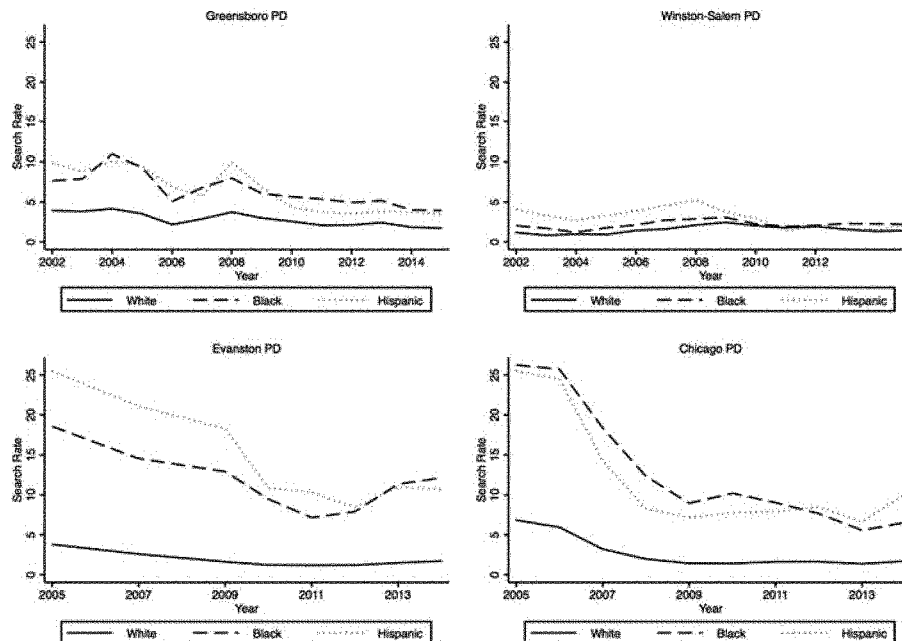 Greensboro PD
Search Rate
0 5 10 15 20 25
2002 2004 2006 2008 2010 2012 2014
Year
White Black Hispanic
Winston-Salem PD
Search Rate
0 5 10 15 20 25
2002 2004 2006 2008 2010 2012
Year
White Black Hispanic
Evanston PD
Search Rate
0 5 10 15 20 25
2005 2007 2009 2011 2013
Year
White Black Hispanic
Chicago PD
Search Rate
0 5 10 15 20 25
2005 2007 2009 2011 2013
Year
White Black Hispanic